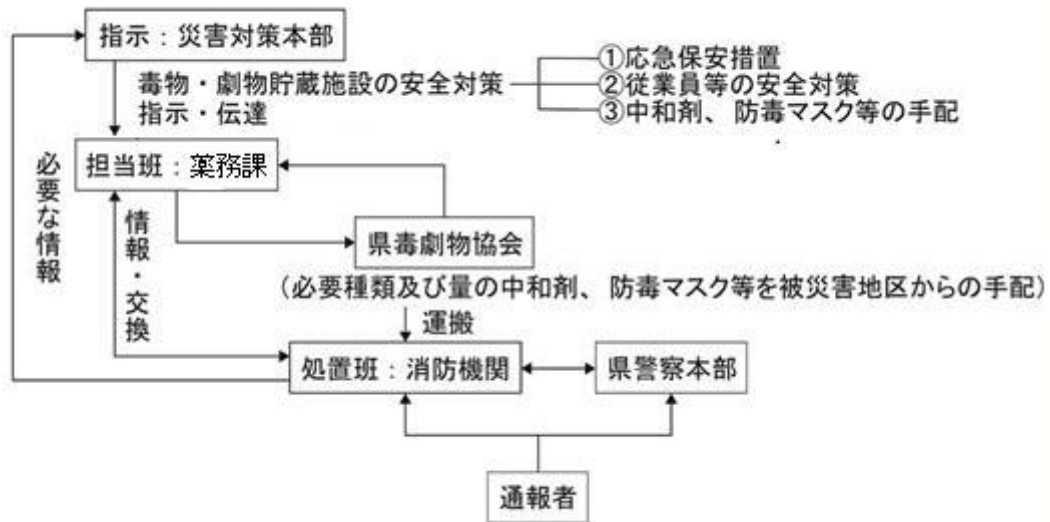 指示：災害対策本部
毒物・劇物貯蔵施設の安全対策
指示・伝達
①応急保安措置
②従業員等の安全対策
③中和剤、防毒マスク等の手配
担当班：薬務課
必要な情報
情報・交換
県毒劇物協会
(必要種類及び量の中和剤、防毒マスク等を被災害地区からの手配)
運搬
処置班：消防機関
県警察本部
通報者